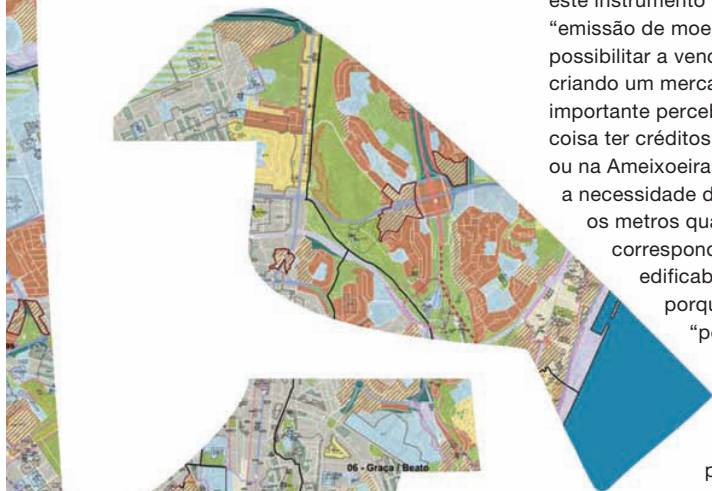 este instrumento
“emissão de moe
possibilitar a venc
criando um merca
importante percel
coisa ter créditos
ou na Ameixoeira
a necessidade d
os metros qua
correspond
edificab
porqu
“p
p
06 - Graça / Beato